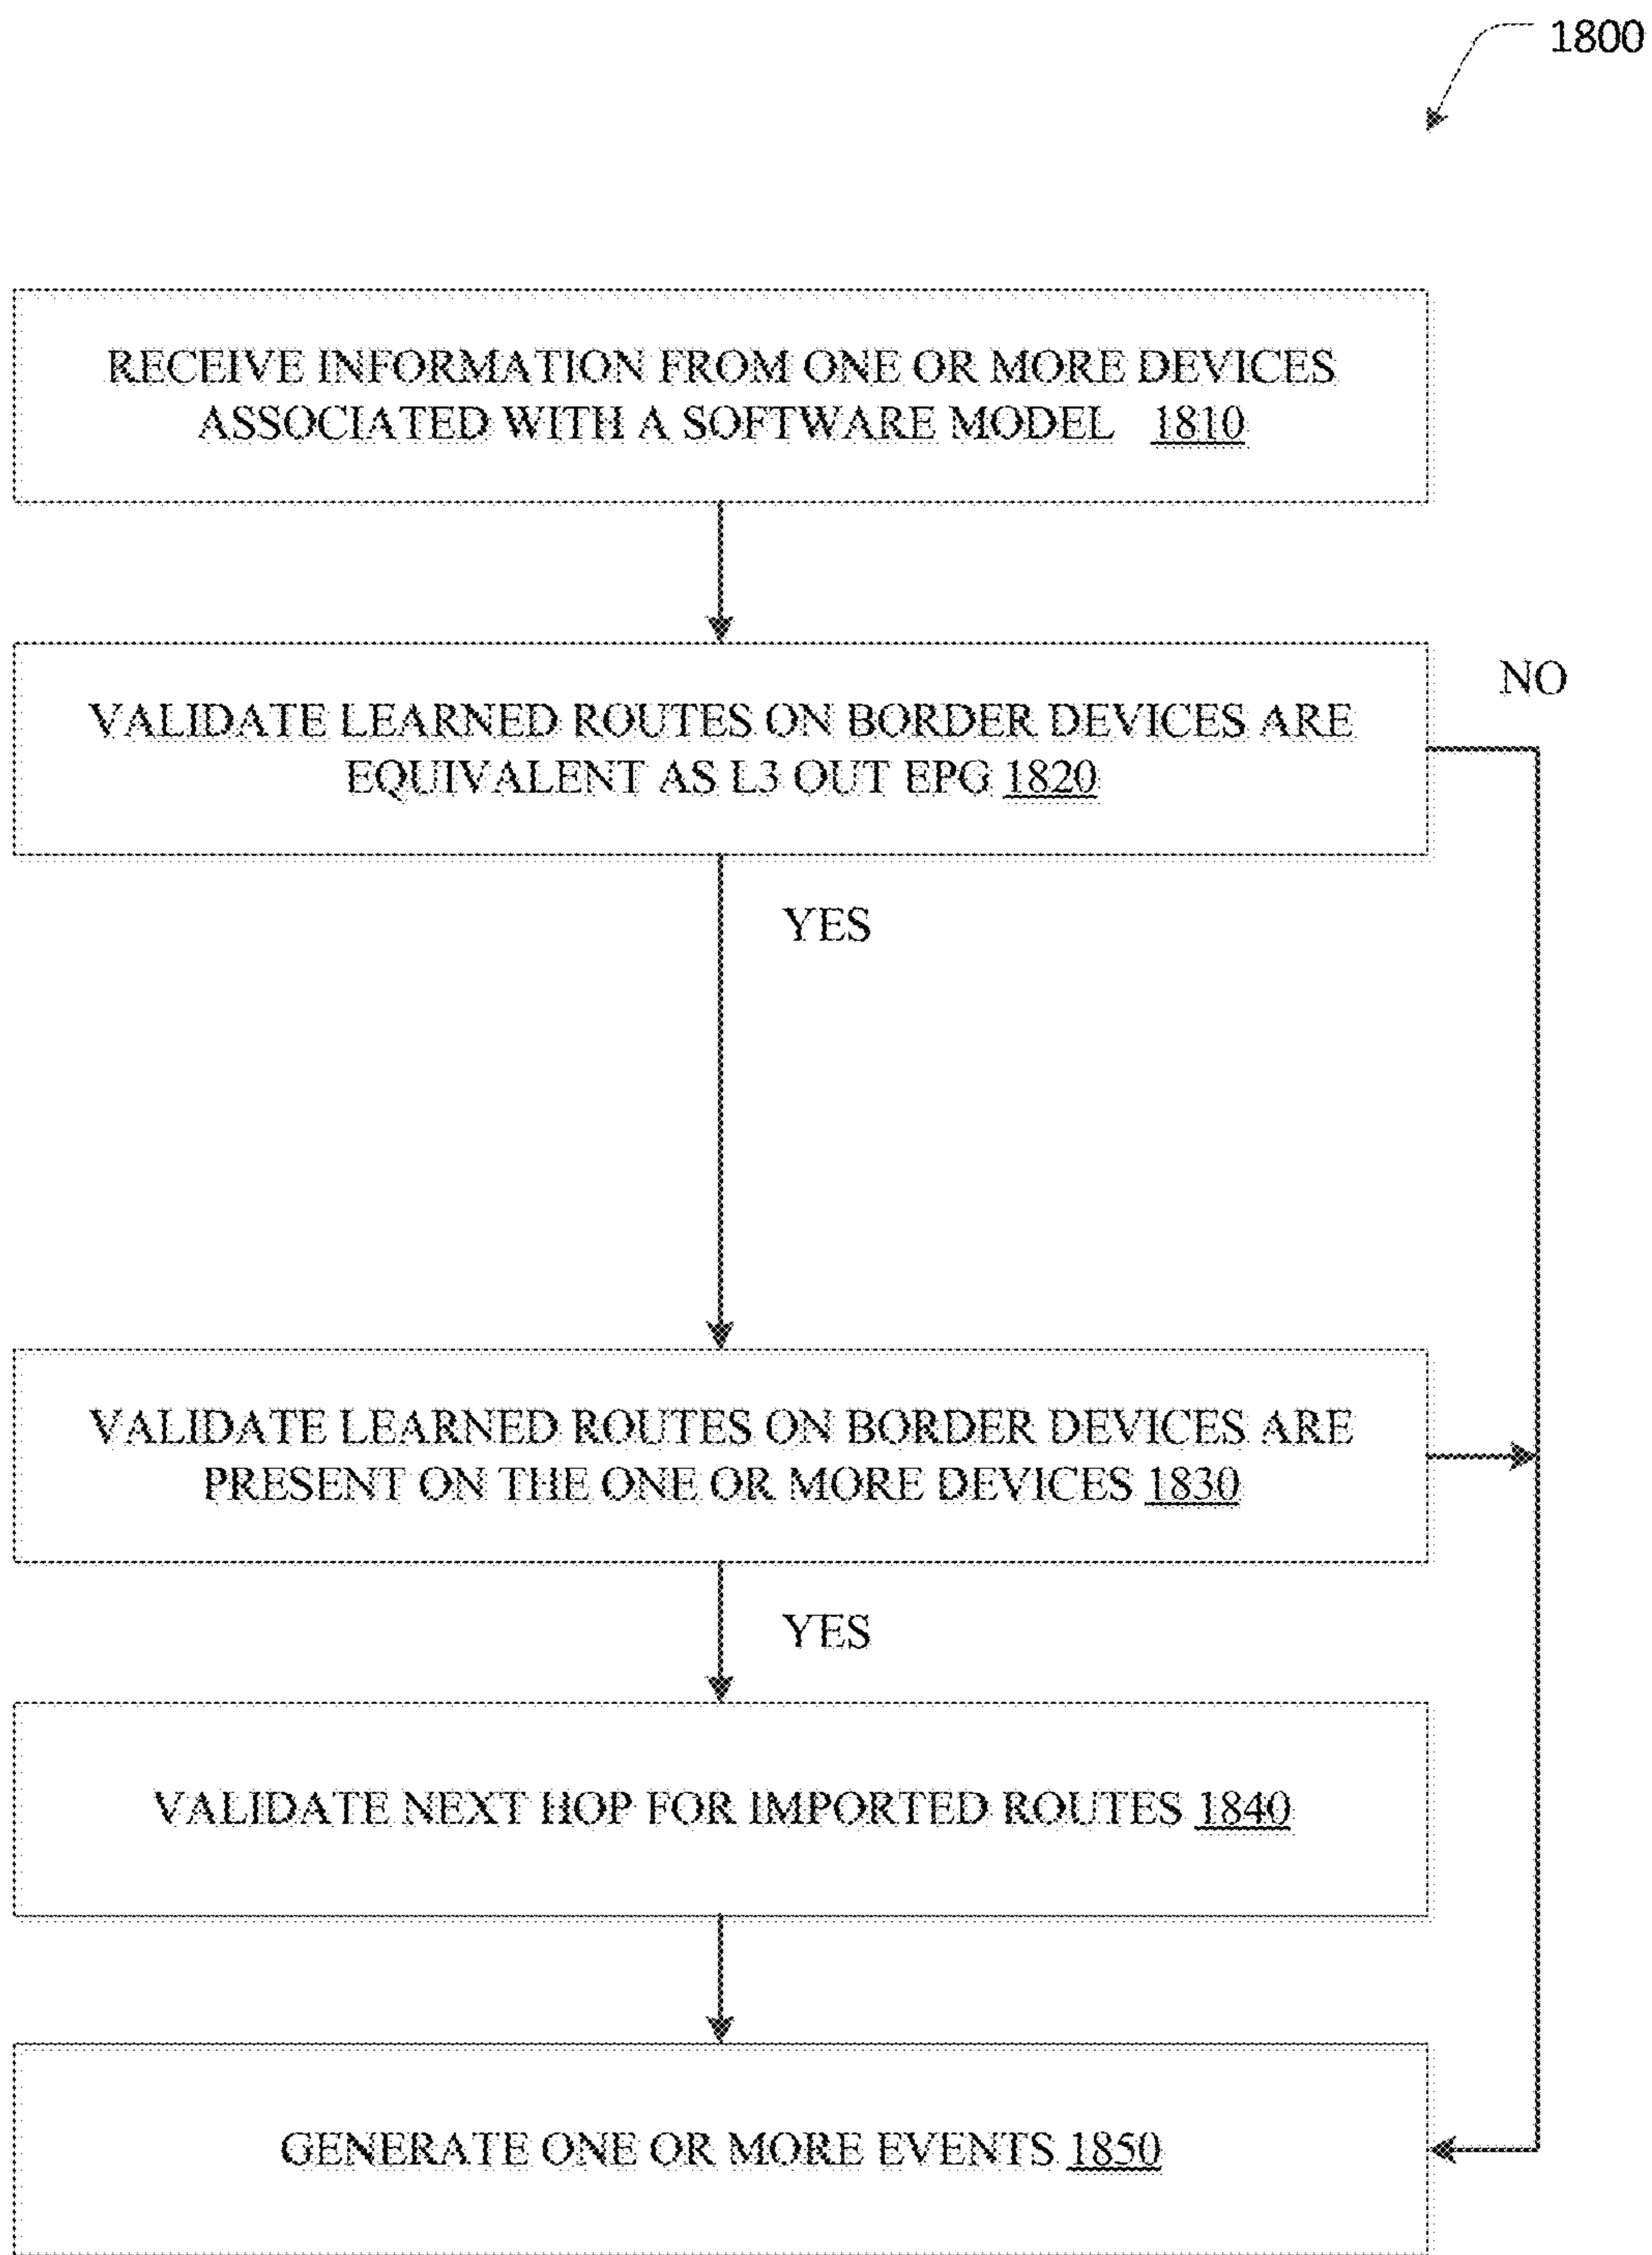 1800
RECEIVE INFORMATION FROM ONE OR MORE DEVICES
ASSOCIATED WITH A SOFTWARE MODEL 1810
VALIDATE LEARNED ROUTES ON BORDER DEVICES ARE
EQUIVALENT AS L3 OUT EPG 1820
NO
YES
VALIDATE LEARNED ROUTES ON BORDER DEVICES ARE
PRESENT ON THE ONE OR MORE DEVICES 1830
YES
VALIDATE NEXT HOP FOR IMPORTED ROUTES 1840
GENERATE ONE OR MORE EVENTS 1850